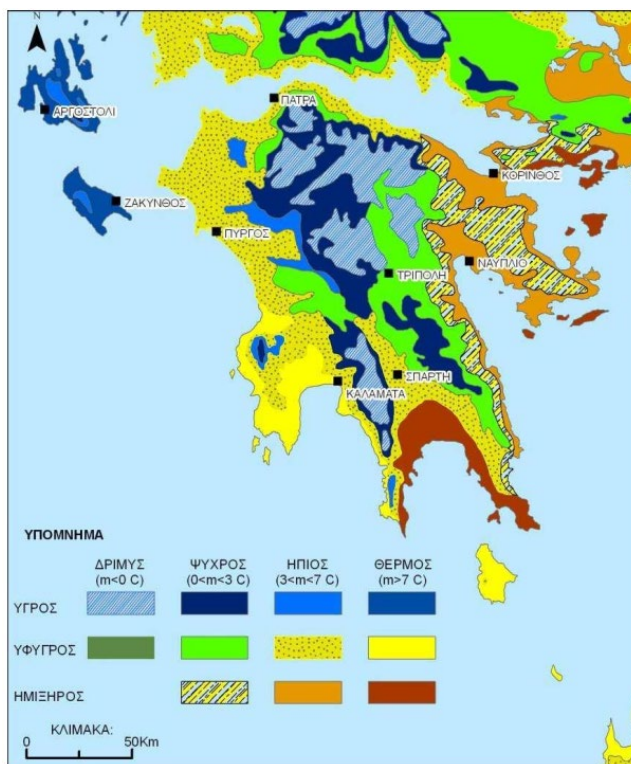 N
ΑΡΓΟΣΤΟΛΙ
ΠΑΤΡΑ
ΚΟΡΙΝΘΟΣ
ΖΑΚΥΝΘΟΣ
ΠΥΡΓΟΣ
ΝΑΥΠΛΙΟ
ΤΡΙΠΟΛΗ
ΣΠΑΡΤΗ
ΚΑΛΑΜΑΤΑ
ΥΠΟΜΝΗΜΑ
ΔΡΙΜΥΣ ΨΥΧΡΟΣ ΗΠΙΟΣ ΘΕΡΜΟΣ
(m<0 C) (0<m<3 C) (3<m<7 C) (m>7 C)
ΥΓΡΟΣ
ΥΦΥΓΡΟΣ
ΗΜΙΞΗΡΟΣ
ΚΛΙΜΑΚΑ:
0 50Km